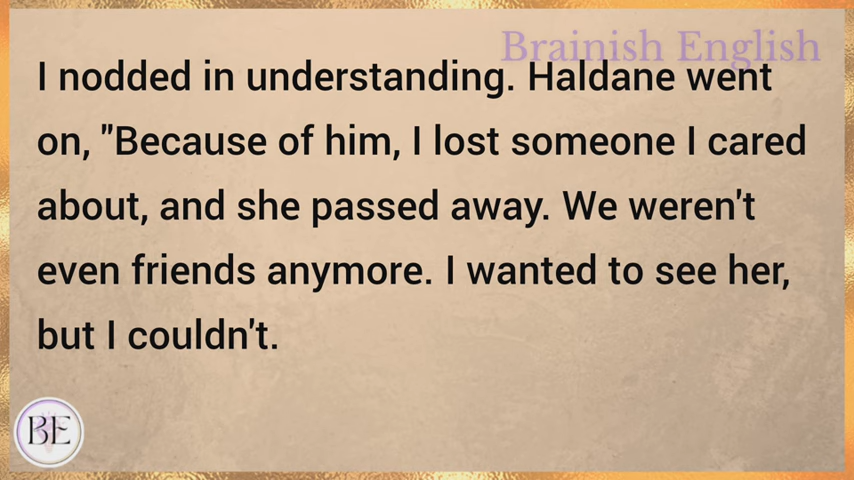 Brainish English
I nodded in understanding. Haldane went
on, "Because of him, I lost someone I cared
about, and she passed away. We weren't
even friends anymore. I wanted to see her,
but I couldn't.
BE